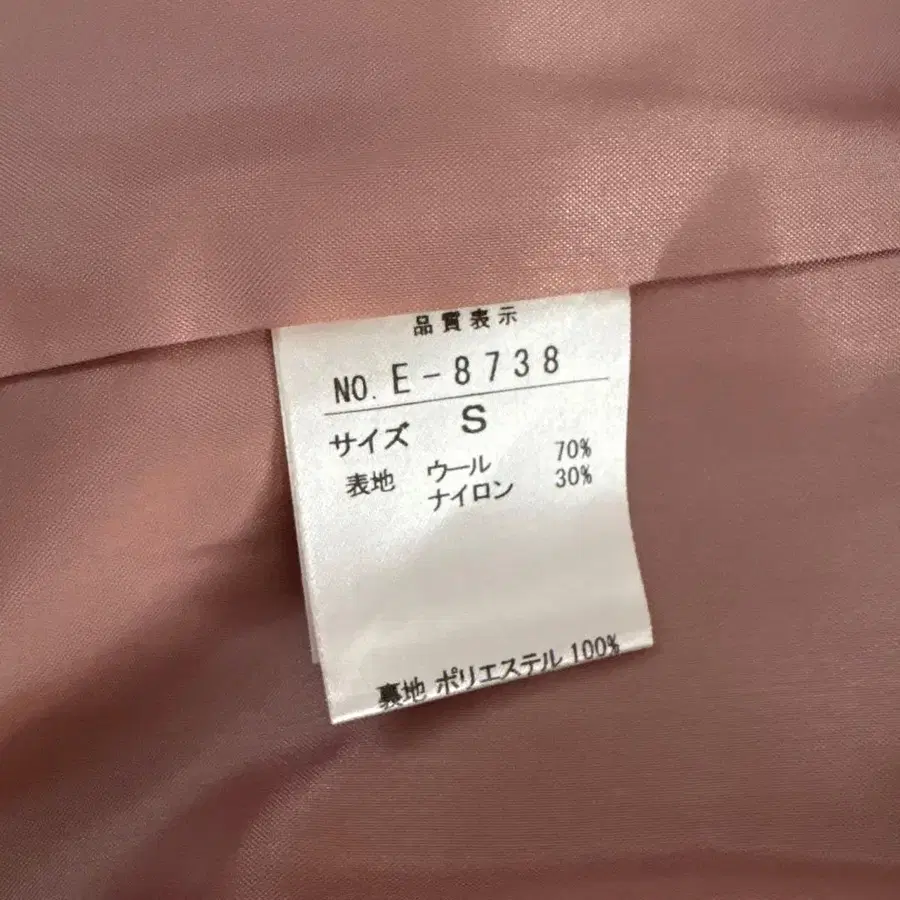 品質表示
NO. E-8738
サイズ S
表地 ウール 70%
ナイロン 30%
裏地 ポリエステル 100%